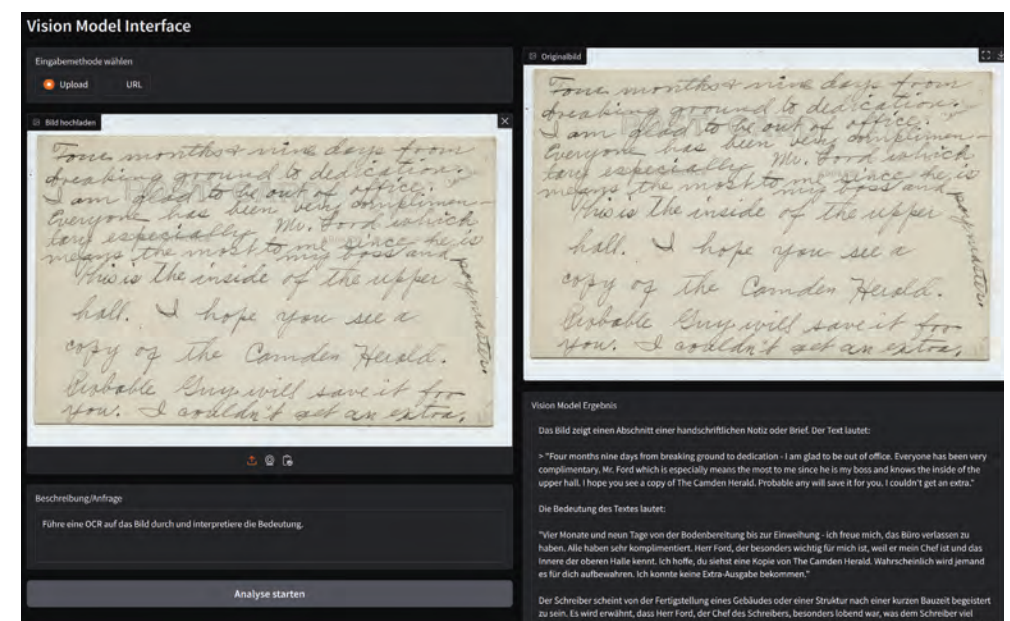 Vision Model Interface
Eingabemethode wählen
Upload
URL
Bild hochladen
Four months & nine days from
breaking ground to dedication.
I am glad to be out of office.
Everyone has been very complimen-
tary especially Mr. Ford which
means the most to me since he is
my boss and paymaster.
This is the inside of the upper
hall. I hope you see a
copy of the Camden Herald.
Probable Guy will save it for
you. I couldn't get an extra.
Beschreibung/Anfrage
Führe eine OCR auf das Bild durch und interpretiere die Bedeutung.
Analyse starten
Originalbild
Four months & nine days from
breaking ground to dedication.
I am glad to be out of office.
Everyone has been very complimen-
tary especially Mr. Ford which
means the most to me since he is
my boss and paymaster.
This is the inside of the upper
hall. I hope you see a
copy of the Camden Herald.
Probable Guy will save it for
you. I couldn't get an extra.
Vision Model Ergebnis
Das Bild zeigt einen Abschnitt einer handschriftlichen Notiz oder Brief. Der Text lautet:
> "Four months nine days from breaking ground to dedication - I am glad to be out of office. Everyone has been very
complimentary. Mr. Ford which is especially means the most to me since he is my boss and knows the inside of the
upper hall. I hope you see a copy of The Camden Herald. Probable any will save it for you. I couldn't get an extra."
Die Bedeutung des Textes lautet:
"Vier Monate und neun Tage von der Bodenbereitung bis zur Einweihung - ich freue mich, das Büro verlassen zu
haben. Alle haben sehr komplimentiert. Herr Ford, der besonders wichtig für mich ist, weil er mein Chef ist und das
Innere der oberen Halle kennt. Ich hoffe, du siehst eine Kopie von The Camden Herald. Wahrscheinlich wird jemand
es für dich aufbewahren. Ich konnte keine Extra-Ausgabe bekommen."
Der Schreiber scheint von der Fertigstellung eines Gebäudes oder einer Struktur nach einer kurzen Bauzeit begeistert
zu sein. Es wird erwähnt, dass Herr Ford, der Chef des Schreibers, besonders lobend war, was dem Schreiber viel